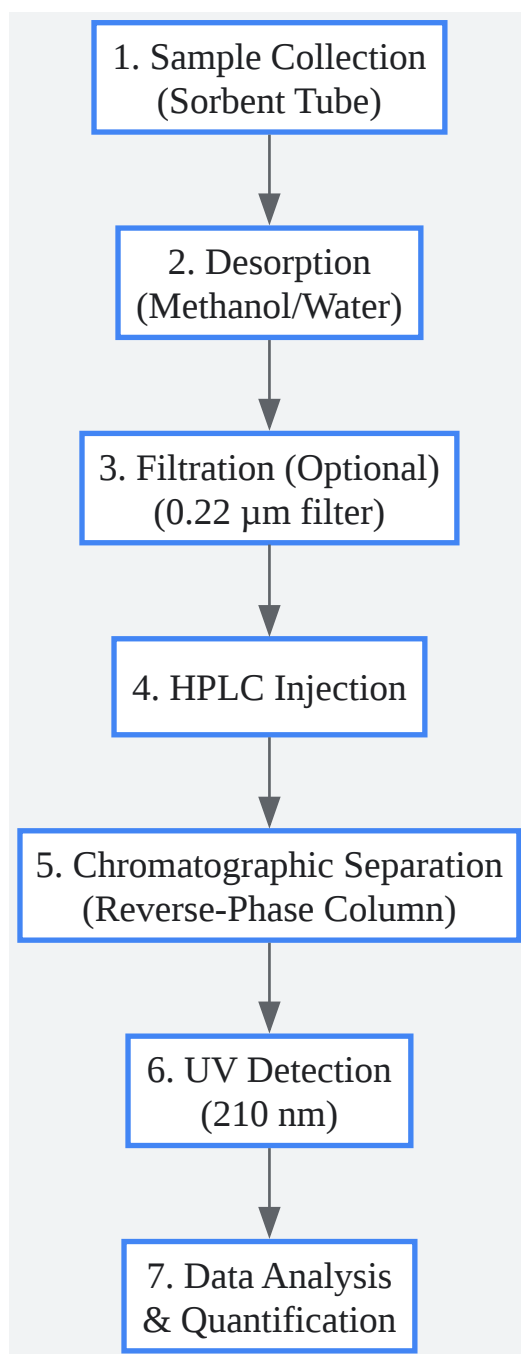 1. Sample Collection
(Sorbent Tube)
2. Desorption
(Methanol/Water)
3. Filtration (Optional)
(0.22 µm filter)
4. HPLC Injection
5. Chromatographic Separation
(Reverse-Phase Column)
6. UV Detection
(210 nm)
7. Data Analysis
& Quantification